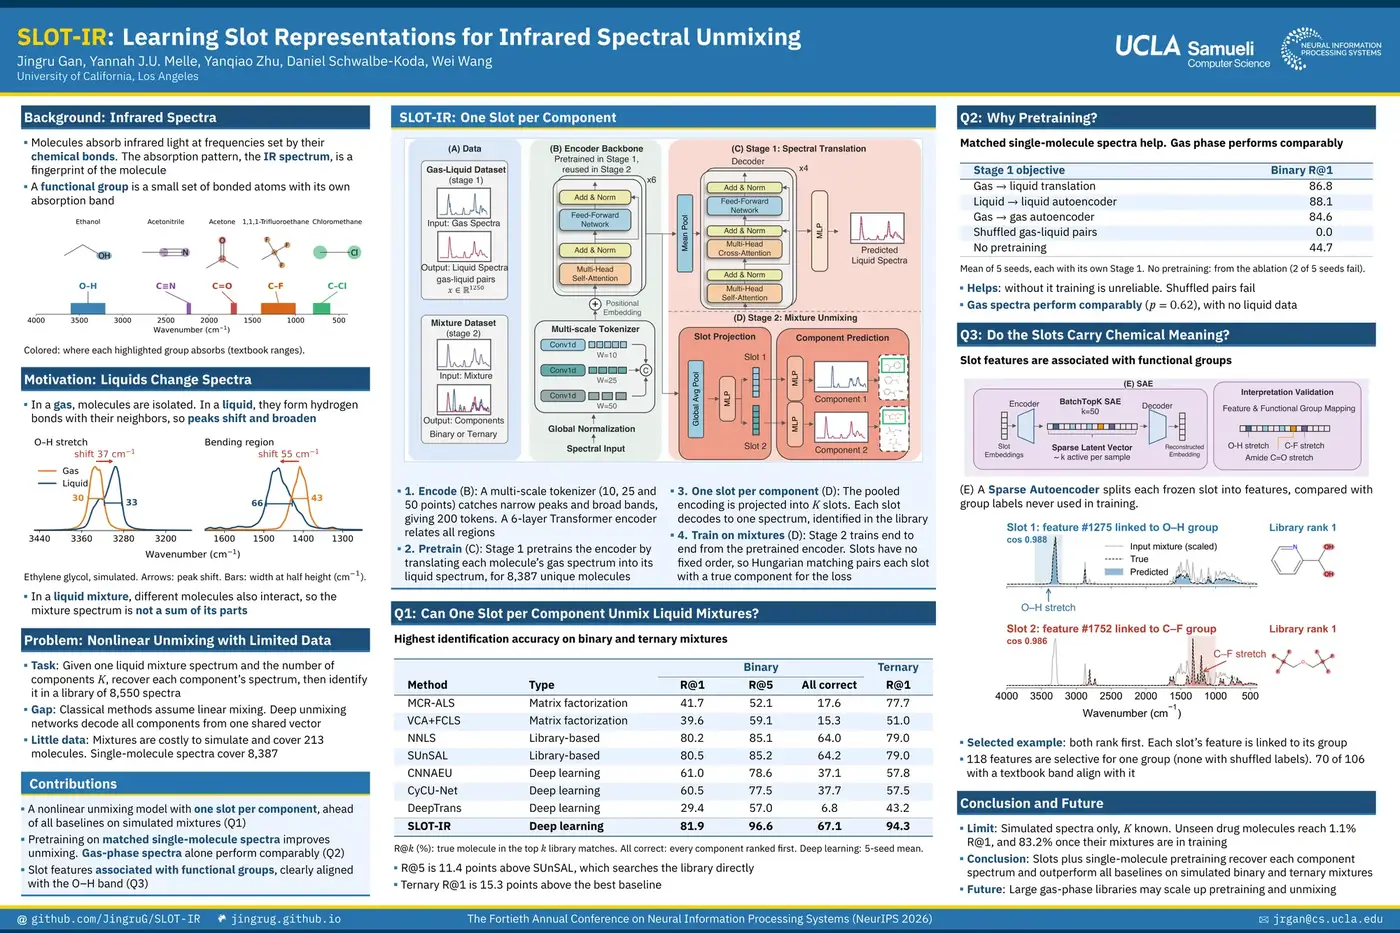 SLOT-IR: Learning Slot Representations for Infrared Spectral Unmixing
Jingru Gan, Yannah J.U. Melle, Yanqiao Zhu, Daniel Schwalbe-Koda, Wei Wang
University of California, Los Angeles
UCLA Samueli
Computer Science
NEURAL INFORMATION
PROCESSING SYSTEMS
Background: Infrared Spectra
▪ Molecules absorb infrared light at frequencies set by their
chemical bonds. The absorption pattern, the IR spectrum, is a
fingerprint of the molecule
▪ A functional group is a small set of bonded atoms with its own
absorption band
Ethanol Acetonitrile Acetone 1,1,1-Trifluoroethane Chloromethane
OH N O F F F Cl
O–H C≡N C=O C–F C–Cl
4000 3500 3000 2500 2000 1500 1000 500
Wavenumber (cm⁻¹)
Colored: where each highlighted group absorbs (textbook ranges).
Motivation: Liquids Change Spectra
▪ In a gas, molecules are isolated. In a liquid, they form hydrogen
bonds with their neighbors, so peaks shift and broaden
O–H stretch
shift 37 cm⁻¹
Bending region
shift 55 cm⁻¹
Gas
Liquid
30 33
66 43
3440 3360 3280 3200
1600 1500 1400 1300
Wavenumber (cm⁻¹)
Ethylene glycol, simulated. Arrows: peak shift. Bars: width at half height (cm⁻¹).
▪ In a liquid mixture, different molecules also interact, so the
mixture spectrum is not a sum of its parts
Problem: Nonlinear Unmixing with Limited Data
▪ Task: Given one liquid mixture spectrum and the number of
components K, recover each component's spectrum, then identify
it in a library of 8,550 spectra
▪ Gap: Classical methods assume linear mixing. Deep unmixing
networks decode all components from one shared vector
▪ Little data: Mixtures are costly to simulate and cover 213
molecules. Single-molecule spectra cover 8,387
Contributions
▪ A nonlinear unmixing model with one slot per component, ahead
of all baselines on simulated mixtures (Q1)
▪ Pretraining on matched single-molecule spectra improves
unmixing. Gas-phase spectra alone perform comparably (Q2)
▪ Slot features associated with functional groups, clearly aligned
with the O–H band (Q3)
SLOT-IR: One Slot per Component
(A) Data
Gas-Liquid Dataset
(stage 1)
Input: Gas Spectra
Output: Liquid Spectra
gas-liquid pairs
x ∈ ℝ¹²⁵⁰
Mixture Dataset
(stage 2)
Input: Mixture
Output: Components
Binary or Ternary
(B) Encoder Backbone
Pretrained in Stage 1,
reused in Stage 2
x6
Add & Norm
Feed-Forward
Network
Add & Norm
Multi-Head
Self-Attention
Positional
Embedding
Multi-scale Tokenizer
Conv1d
W=10
Conv1d
W=25
Conv1d
W=50
C
Global Normalization
Spectral Input
(C) Stage 1: Spectral Translation
Decoder
x4
Mean Pool
Add & Norm
Feed-Forward
Network
Add & Norm
Multi-Head
Cross-Attention
Add & Norm
Multi-Head
Self-Attention
MLP
Predicted
Liquid Spectra
(D) Stage 2: Mixture Unmixing
Slot Projection
Global Avg Pool
MLP
Slot 1
Slot 2
Component Prediction
MLP
Component 1
MLP
Component 2
▪ 1. Encode (B): A multi-scale tokenizer (10, 25 and
50 points) catches narrow peaks and broad bands,
giving 200 tokens. A 6-layer Transformer encoder
relates all regions
▪ 2. Pretrain (C): Stage 1 pretrains the encoder by
translating each molecule's gas spectrum into its
liquid spectrum, for 8,387 unique molecules
▪ 3. One slot per component (D): The pooled
encoding is projected into K slots. Each slot
decodes to one spectrum, identified in the library
▪ 4. Train on mixtures (D): Stage 2 trains end to
end from the pretrained encoder. Slots have no
fixed order, so Hungarian matching pairs each slot
with a true component for the loss
Q1: Can One Slot per Component Unmix Liquid Mixtures?
Highest identification accuracy on binary and ternary mixtures
Binary Ternary
Method Type R@1 R@5 All correct R@1
MCR-ALS Matrix factorization 41.7 52.1 17.6 77.7
VCA+FCLS Matrix factorization 39.6 59.1 15.3 51.0
NNLS Library-based 80.2 85.1 64.0 79.0
SUnSAL Library-based 80.5 85.2 64.2 79.0
CNNAEU Deep learning 61.0 78.6 37.1 57.8
CyCU-Net Deep learning 60.5 77.5 37.7 57.5
DeepTrans Deep learning 29.4 57.0 6.8 43.2
SLOT-IR Deep learning 81.9 96.6 67.1 94.3
R@k (%): true molecule in the top k library matches. All correct: every component ranked first. Deep learning: 5-seed mean.
▪ R@5 is 11.4 points above SUnSAL, which searches the library directly
▪ Ternary R@1 is 15.3 points above the best baseline
Q2: Why Pretraining?
Matched single-molecule spectra help. Gas phase performs comparably
Stage 1 objective Binary R@1
Gas → liquid translation 86.8
Liquid → liquid autoencoder 88.1
Gas → gas autoencoder 84.6
Shuffled gas-liquid pairs 0.0
No pretraining 44.7
Mean of 5 seeds, each with its own Stage 1. No pretraining: from the ablation (2 of 5 seeds fail).
▪ Helps: without it training is unreliable. Shuffled pairs fail
▪ Gas spectra perform comparably (p = 0.62), with no liquid data
Q3: Do the Slots Carry Chemical Meaning?
Slot features are associated with functional groups
(E) SAE
Encoder
BatchTopK SAE
k=50
Decoder
Slot
Embeddings
Sparse Latent Vector
~ k active per sample
Reconstructed
Embedding
Interpretation Validation
Feature & Functional Group Mapping
O-H stretch C-F stretch
Amide C=O stretch
(E) A Sparse Autoencoder splits each frozen slot into features, compared with
group labels never used in training.
Slot 1: feature #1275 linked to O–H group
cos 0.988
Library rank 1
Input mixture (scaled)
True
Predicted
O–H stretch
N OH OH
Slot 2: feature #1752 linked to C–F group
cos 0.986
Library rank 1
C–F stretch
4000 3500 3000 2500 2000 1500 1000 500
Wavenumber (cm⁻¹)
▪ Selected example: both rank first. Each slot's feature is linked to its group
▪ 118 features are selective for one group (none with shuffled labels). 70 of 106
with a textbook band align with it
Conclusion and Future
▪ Limit: Simulated spectra only, K known. Unseen drug molecules reach 1.1%
R@1, and 83.2% once their mixtures are in training
▪ Conclusion: Slots plus single-molecule pretraining recover each component
spectrum and outperform all baselines on simulated binary and ternary mixtures
▪ Future: Large gas-phase libraries may scale up pretraining and unmixing
github.com/JingruG/SLOT-IR
jingrug.github.io
The Fortieth Annual Conference on Neural Information Processing Systems (NeurIPS 2026)
jrgan@cs.ucla.edu